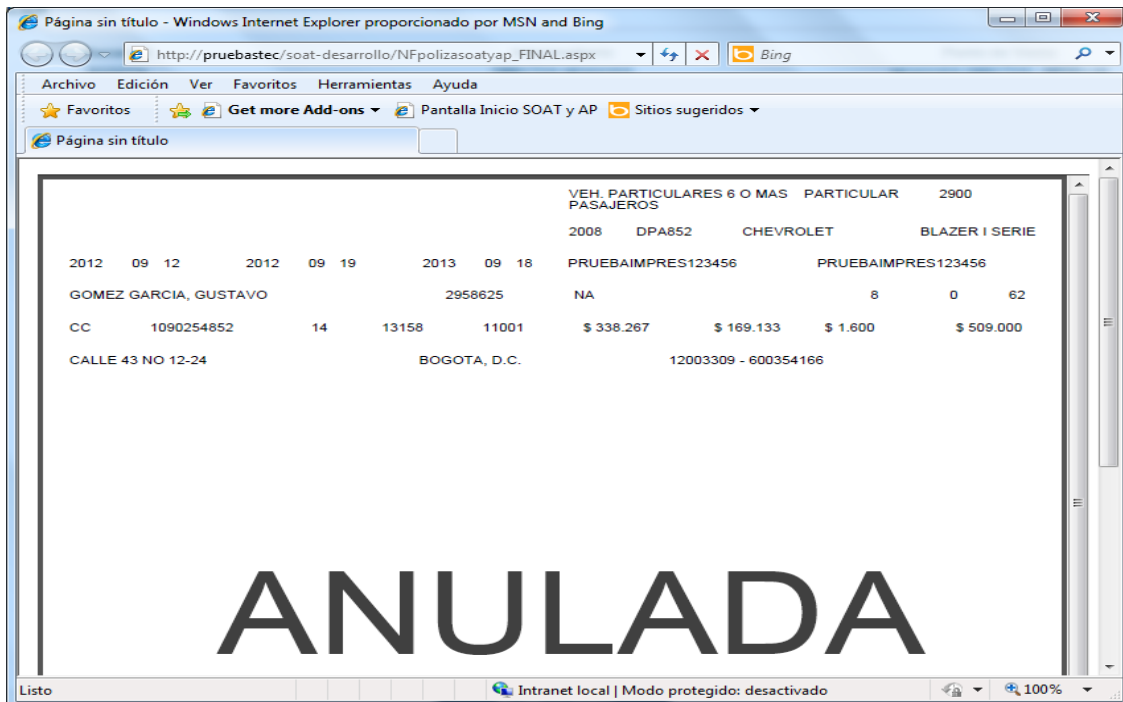 Página sin título - Windows Internet Explorer proporcionado por MSN and Bing
http://pruebastec/soat-desarrollo/NFpolizasoatyap_FINAL.aspx Bing
Archivo Edición Ver Favoritos Herramientas Ayuda
Favoritos Get more Add-ons Pantalla Inicio SOAT y AP Sitios sugeridos
Página sin título
VEH. PARTICULARES 6 O MAS PARTICULAR 2900
PASAJEROS
2008 DPA852 CHEVROLET BLAZER I SERIE
2012 09 12 2012 09 19 2013 09 18 PRUEBAIMPRES123456 PRUEBAIMPRES123456
GOMEZ GARCIA, GUSTAVO 2958625 NA 8 0 62
CC 1090254852 14 13158 11001 $ 338.267 $ 169.133 $ 1.600 $ 509.000
CALLE 43 NO 12-24 BOGOTA, D.C. 12003309 - 600354166
ANULADA
Listo Intranet local | Modo protegido: desactivado 100%